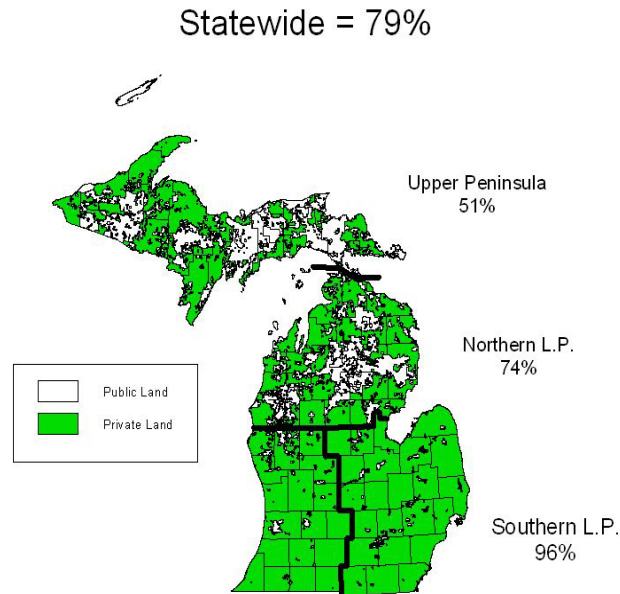 Statewide = 79%
Upper Peninsula
51%
Northern L.P.
74%
Public Land
Private Land
Southern L.P.
96%